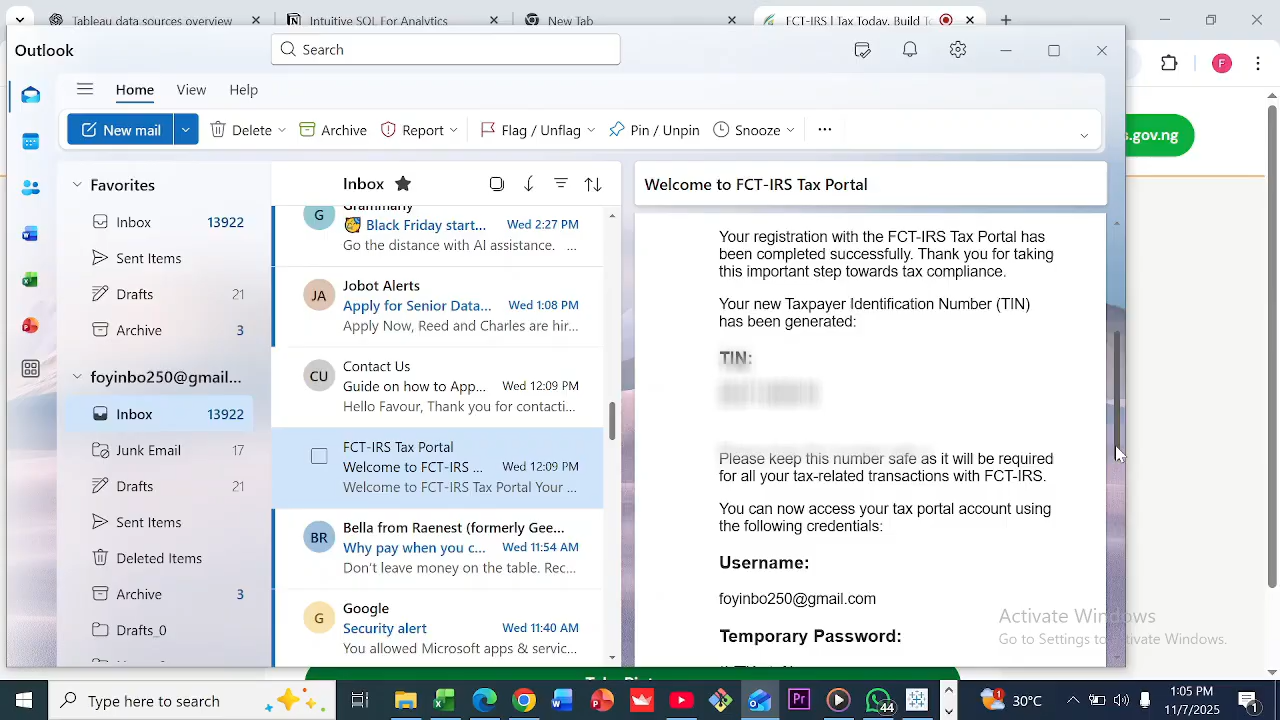 Tableau data sources overview
SQL for Analytics
New Tab
FCT-IRS Tax Today, Build T
Outlook
Search
F
Home
View
Help
s.gov.ng
New mail
Delete
Archive
Report
Flag / Unflag
Pin / Unpin
Snooze
Favorites
Inbox 13922
Sent Items
Drafts 21
Archive 3
foyinbo250@gmail...
Inbox 13922
Junk Email 17
Drafts 21
Sent items
Deleted Items
Archive 3
Drafts_0
Inbox
G
Grammarly
Black Friday start... Wed 2:27 PM
Go the distance with AI assistance. ...
JA
Jobot Alerts
Apply for Senior Data... Wed 1:08 PM
Apply Now, Reed and Charles are hir...
CU
Contact Us
Guide on how to App... Wed 12:09 PM
Hello Favour, Thank you for contacti...
FCT-IRS Tax Portal
Welcome to FCT-IRS ... Wed 12:09 PM
Welcome to FCT-IRS Tax Portal Your ...
BR
Bella from Raenest (formerly Gee...
Why pay when you c... Wed 11:54 AM
Don't leave money on the table. Rec...
G
Google
Security alert Wed 11:40 AM
You allowed Microsoft apps & servic...
Welcome to FCT-IRS Tax Portal
Your registration with the FCT-IRS Tax Portal has
been completed successfully. Thank you for taking
this important step towards tax compliance.
Your new Taxpayer Identification Number (TIN)
has been generated:
TIN:
Please keep this number safe as it will be required
for all your tax-related transactions with FCT-IRS.
You can now access your tax portal account using
the following credentials:
Username:
foyinbo250@gmail.com
Temporary Password:
Activate Windows
Go to Settings to activate Windows.
Type here to search
44
30°C
1:05 PM
11/7/2025